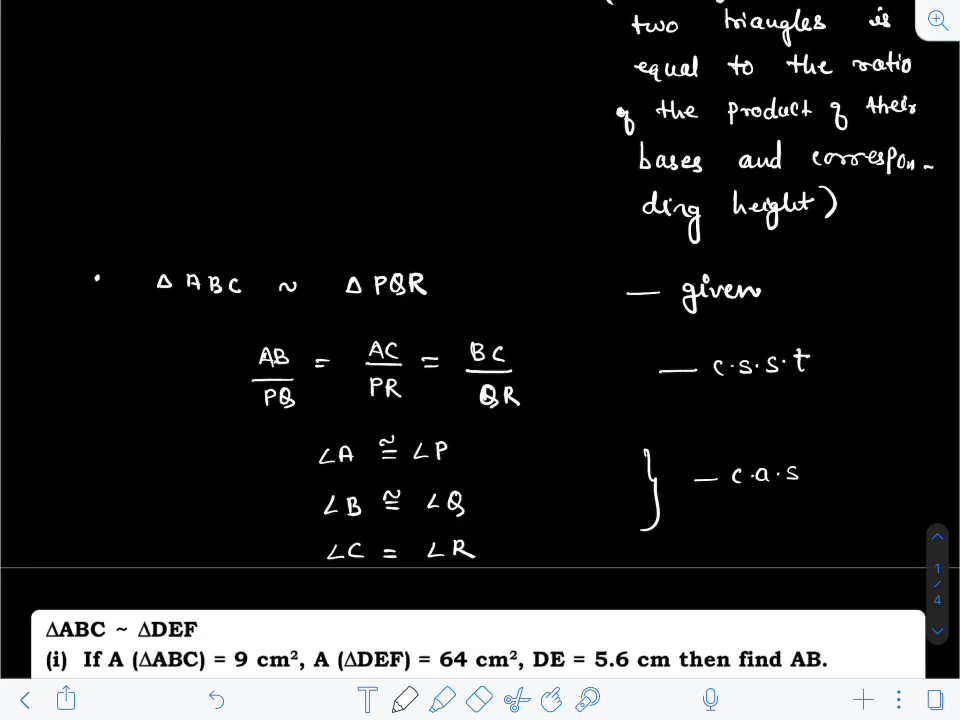 two triangles is
equal to the ratio
of the product of their
bases and correspon-
ding height)
· Δ ABC ~ Δ PQR — given
AB/PQ = AC/PR = BC/QR — c.s.s.t
∠A ≅ ∠P
∠B ≅ ∠Q } — c.a.s
∠C = ∠R
ΔABC ~ ΔDEF
(i) If A (ΔABC) = 9 cm², A (ΔDEF) = 64 cm², DE = 5.6 cm then find AB.
1
/
4
T